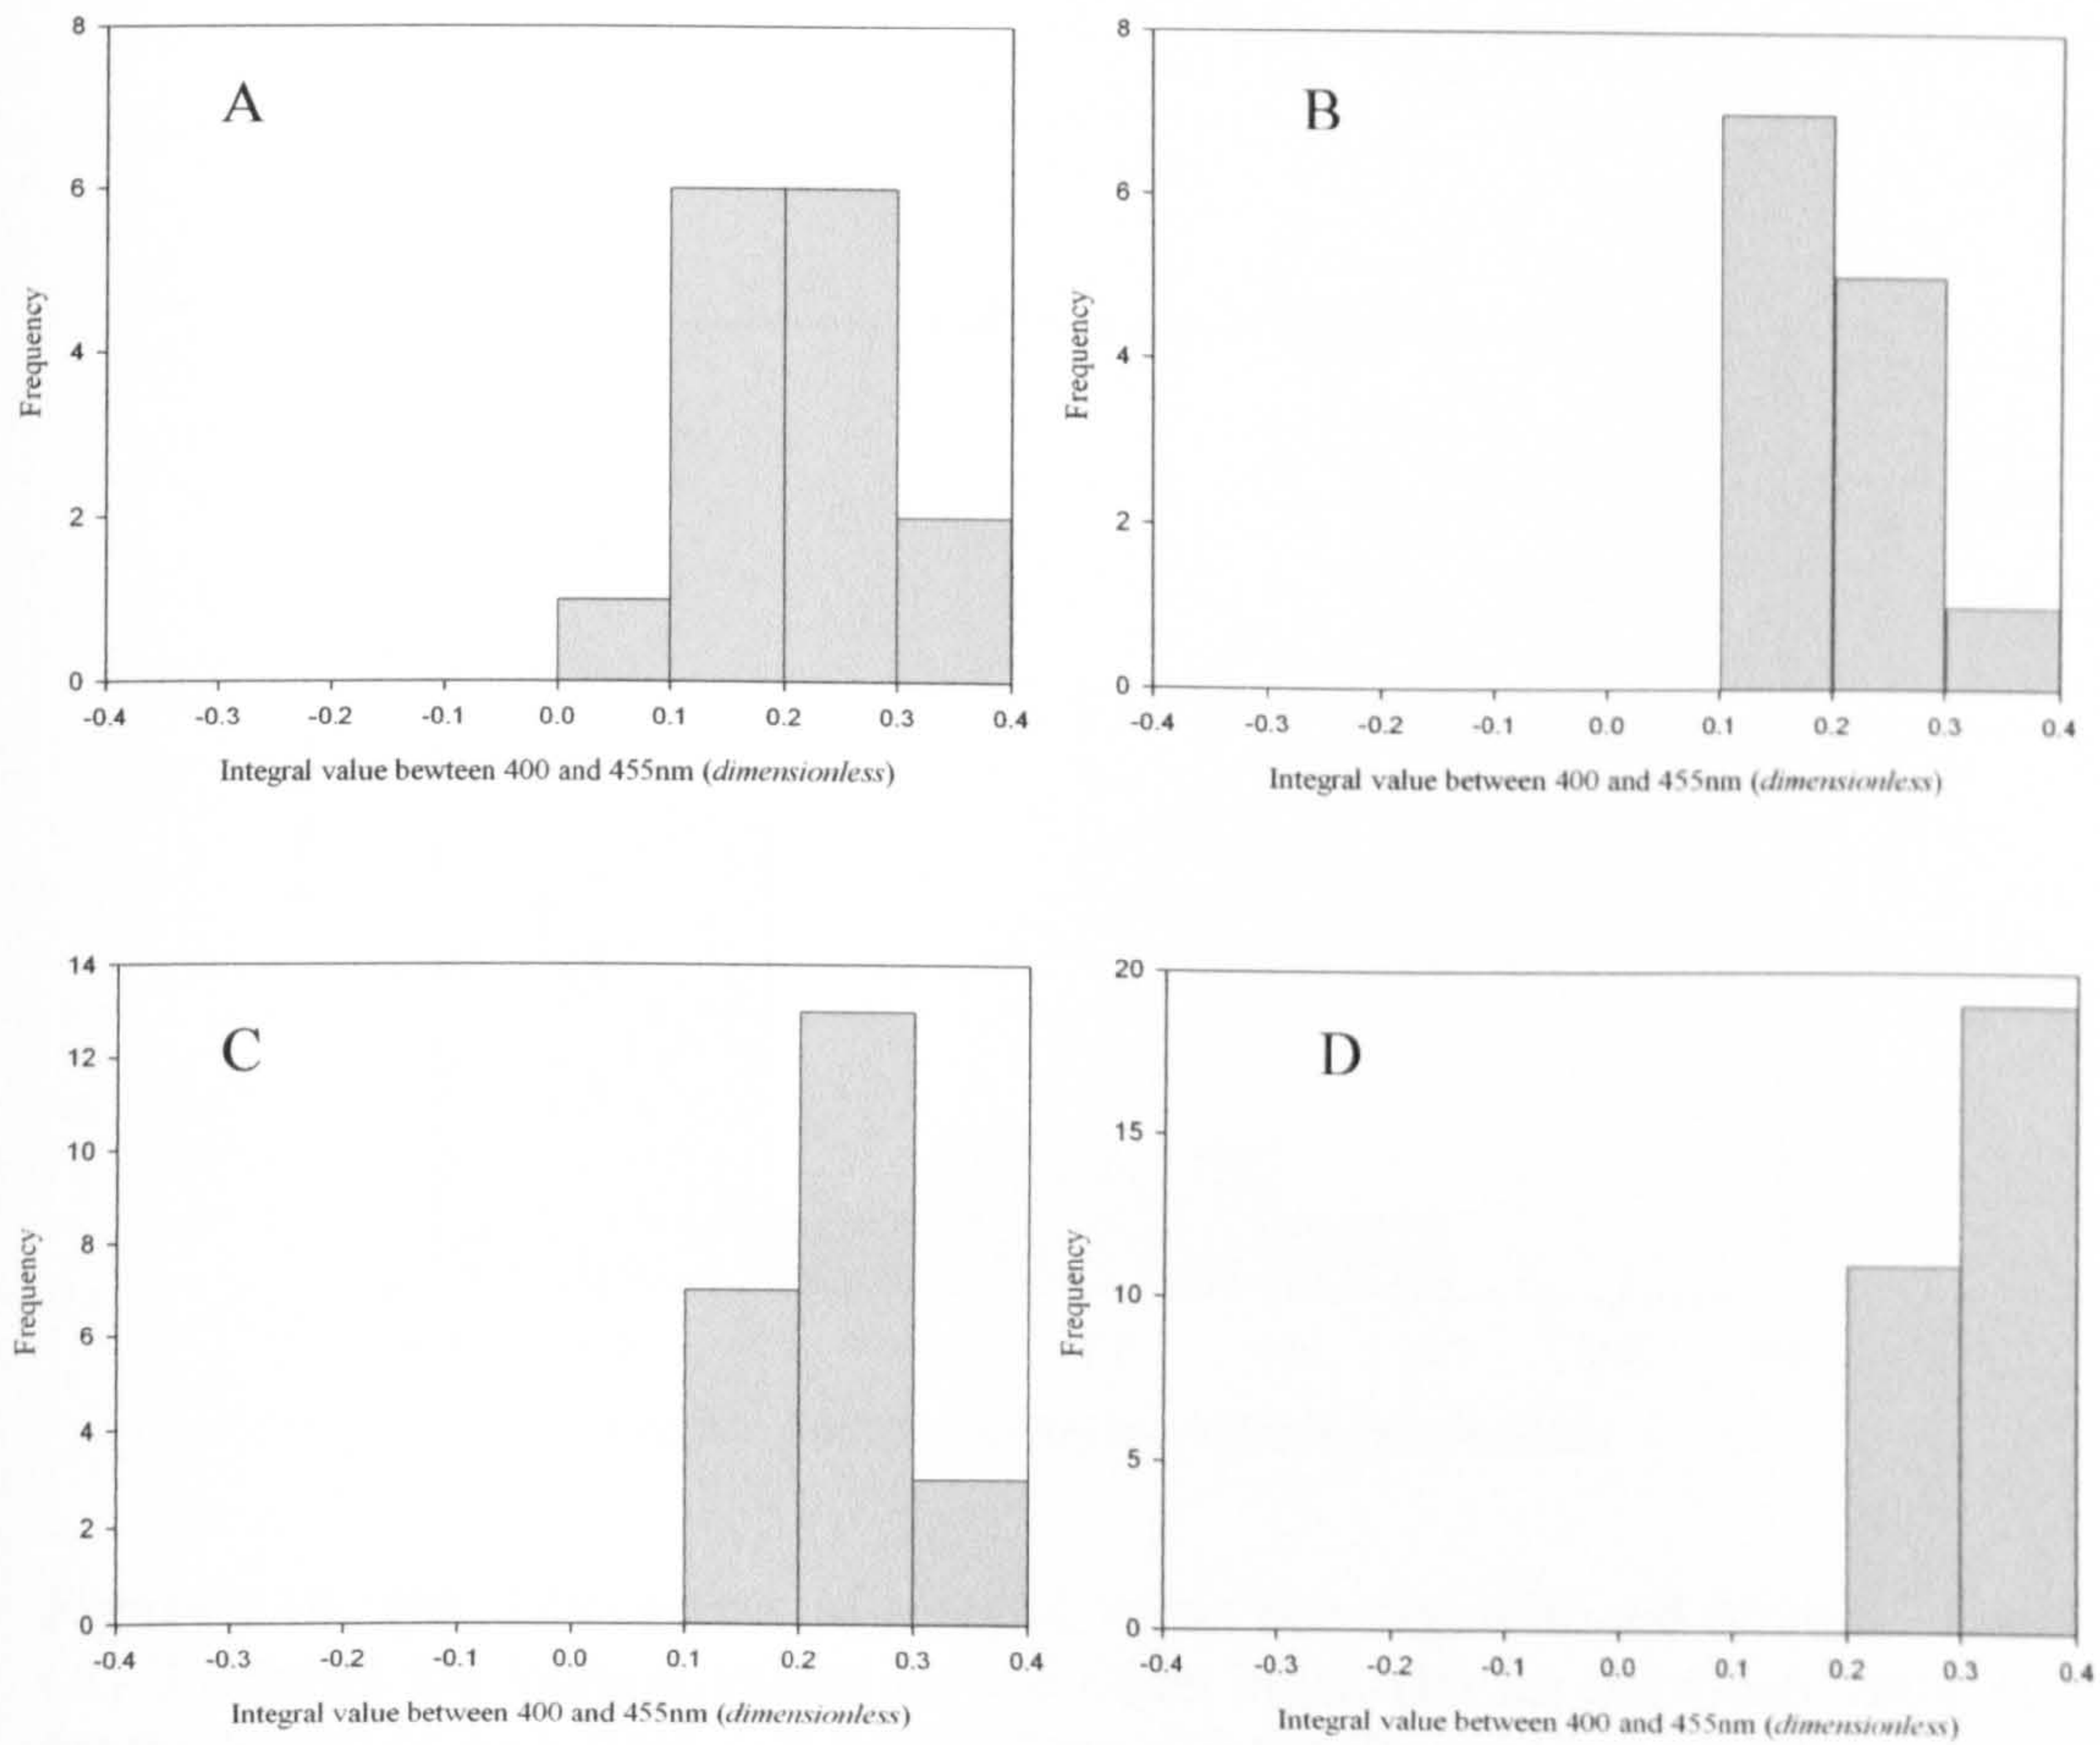 A
8
6
4
2
0
Frequency
-0.4 -0.3 -0.2 -0.1 0.0 0.1 0.2 0.3 0.4
Integral value bewteen 400 and 455nm (dimensionless)
B
8
6
4
2
0
Frequency
-0.4 -0.3 -0.2 -0.1 0.0 0.1 0.2 0.3 0.4
Integral value between 400 and 455nm (dimensionless)
C
14
12
10
8
6
4
2
0
Frequency
-0.4 -0.3 -0.2 -0.1 0.0 0.1 0.2 0.3 0.4
Integral value between 400 and 455nm (dimensionless)
D
20
15
10
5
0
Frequency
-0.4 -0.3 -0.2 -0.1 0.0 0.1 0.2 0.3 0.4
Integral value between 400 and 455nm (dimensionless)